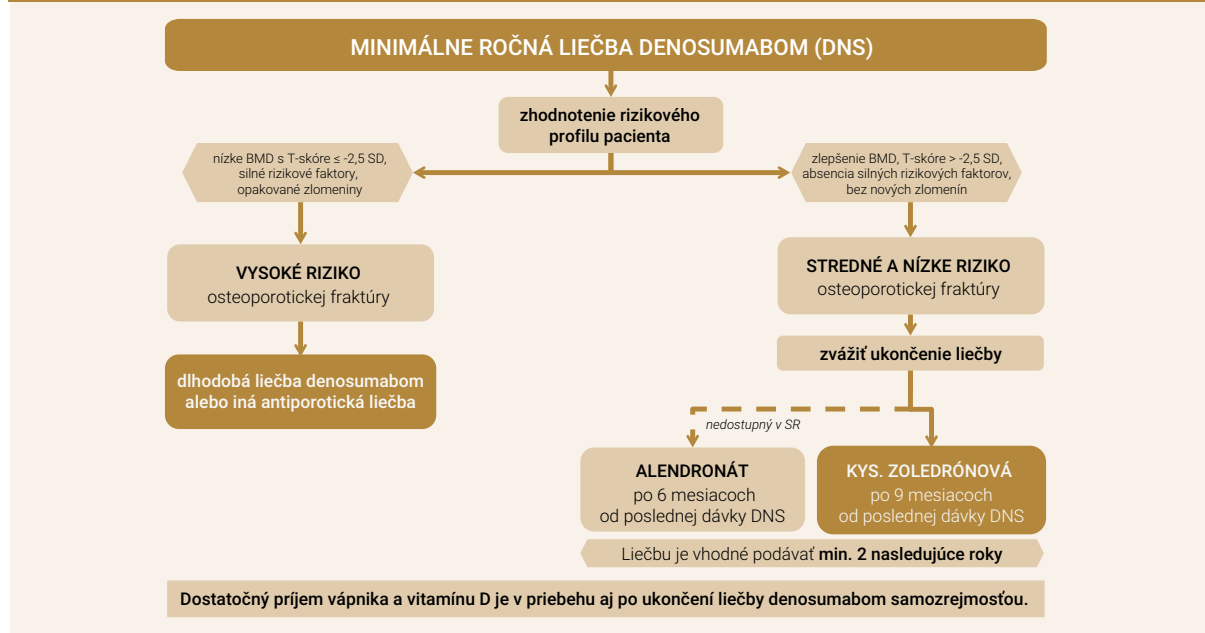 MINIMÁLNE ROČNÁ LIEČBA DENOSUMABOM (DNS)
zhodnotenie rizikového
profilu pacienta
nízke BMD s T-skóre ≤ -2,5 SD,
silné rizikové faktory,
opakované zlomeniny
zlepšenie BMD, T-skóre > -2,5 SD,
absencia silných rizikových faktorov,
bez nových zlomenín
VYSOKÉ RIZIKO
osteoporotickej fraktúry
STREDNÉ A NÍZKE RIZIKO
osteoporotickej fraktúry
dlhodobá liečba denosumabom
alebo iná antiporotická liečba
zvážiť ukončenie liečby
nedostupný v SR
ALENDRONÁT
po 6 mesiacoch
od poslednej dávky DNS
KYS. ZOLEDRÓNOVÁ
po 9 mesiacoch
od poslednej dávky DNS
Liečbu je vhodné podávať min. 2 nasledujúce roky
Dostatočný príjem vápnika a vitamínu D je v priebehu aj po ukončení liečby denosumabom samozrejmosťou.